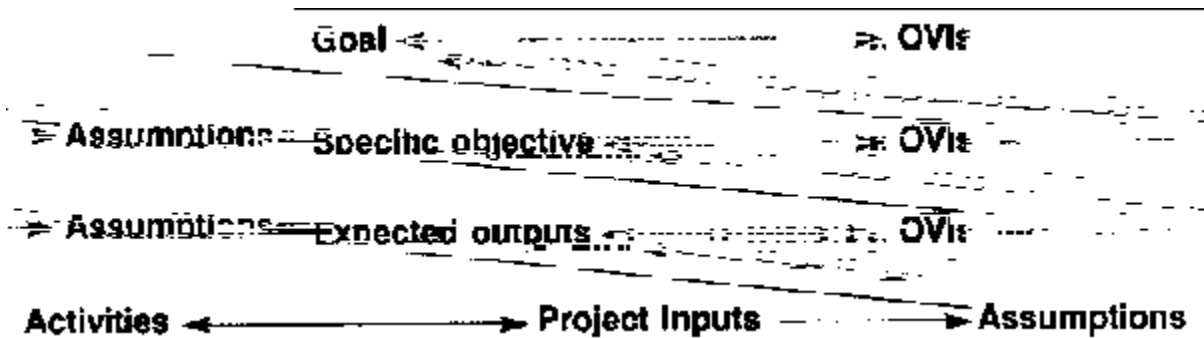 Goal OVIs
Assumptions Specific objective OVIs
Assumptions Expected outputs OVIs
Activities Project Inputs Assumptions